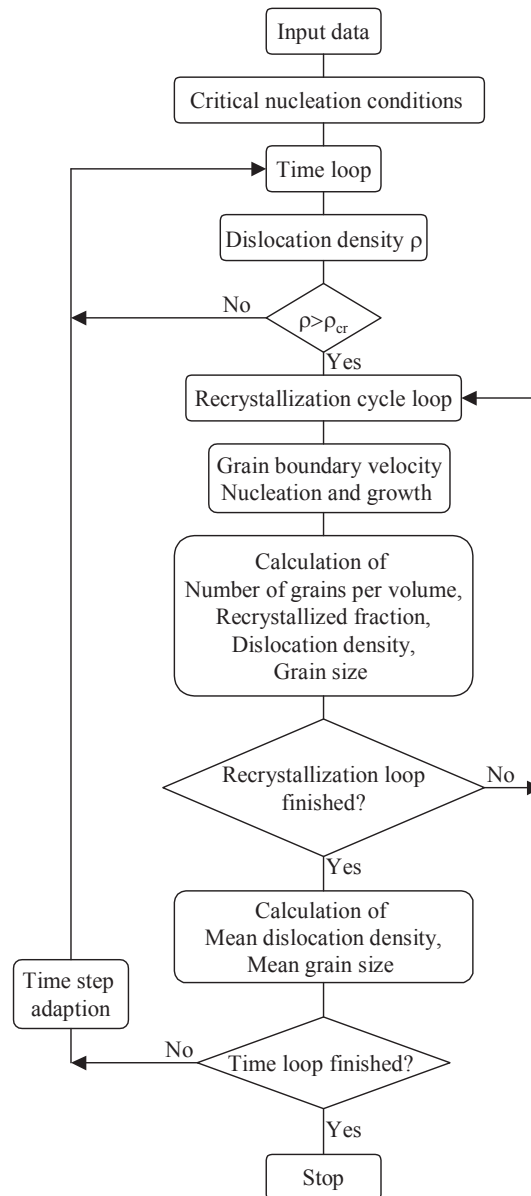 Input data
Critical nucleation conditions
Time loop
Dislocation density ρ
No
ρ>ρcr
Yes
Recrystallization cycle loop
Grain boundary velocity
Nucleation and growth
Calculation of
Number of grains per volume,
Recrystallized fraction,
Dislocation density,
Grain size
Recrystallization loop
finished?
No
Yes
Calculation of
Mean dislocation density,
Mean grain size
Time step
adaption
No
Time loop finished?
Yes
Stop